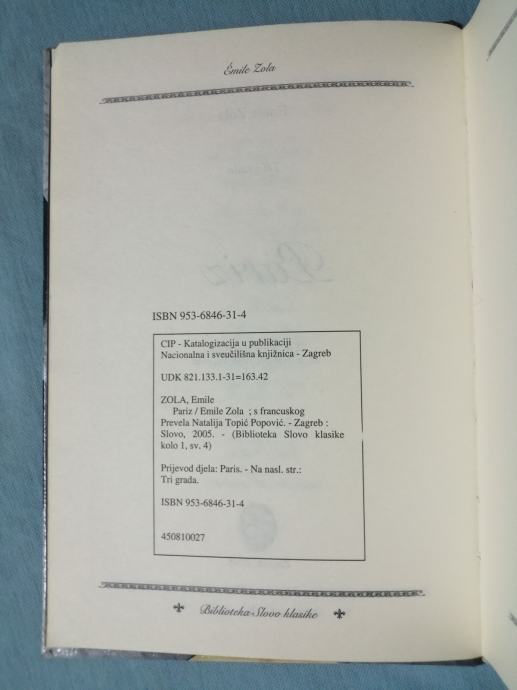 Émile Zola
Pariz
ISBN 953-6846-31-4
CIP - Katalogizacija u publikaciji
Nacionalna i sveučilišna knjižnica - Zagreb
UDK 821.133.1-31=163.42
ZOLA, Emile
Pariz / Emile Zola ; s francuskog
Prevela Natalija Topić Popović. - Zagreb :
Slovo, 2005. - (Biblioteka Slovo klasike
kolo 1, sv. 4)
Prijevod djela: Paris. - Na nasl. str.:
Tri grada.
ISBN 953-6846-31-4
450810027
Biblioteka Slovo klasike